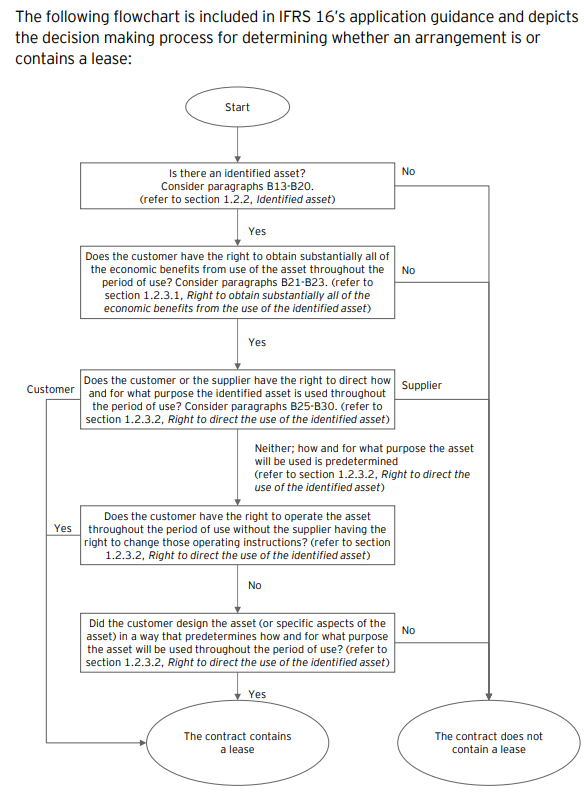 The following flowchart is included in IFRS 16's application guidance and depicts
the decision making process for determining whether an arrangement is or
contains a lease:
Start
Is there an identified asset?
Consider paragraphs B13-B20.
(refer to section 1.2.2, Identified asset)
No
Yes
Does the customer have the right to obtain substantially all of
the economic benefits from use of the asset throughout the
period of use? Consider paragraphs B21-B23. (refer to
section 1.2.3.1, Right to obtain substantially all of the
economic benefits from the use of the identified asset)
No
Yes
Customer
Does the customer or the supplier have the right to direct how
and for what purpose the identified asset is used throughout
the period of use? Consider paragraphs B25-B30. (refer to
section 1.2.3.2, Right to direct the use of the identified asset)
Supplier
Neither; how and for what purpose the asset
will be used is predetermined
(refer to section 1.2.3.2, Right to direct the
use of the identified asset)
Yes
Does the customer have the right to operate the asset
throughout the period of use without the supplier having the
right to change those operating instructions? (refer to section
1.2.3.2, Right to direct the use of the identified asset)
No
Did the customer design the asset (or specific aspects of the
asset) in a way that predetermines how and for what purpose
the asset will be used throughout the period of use? (refer to
section 1.2.3.2, Right to direct the use of the identified asset)
No
Yes
The contract contains
a lease
The contract does not
contain a lease